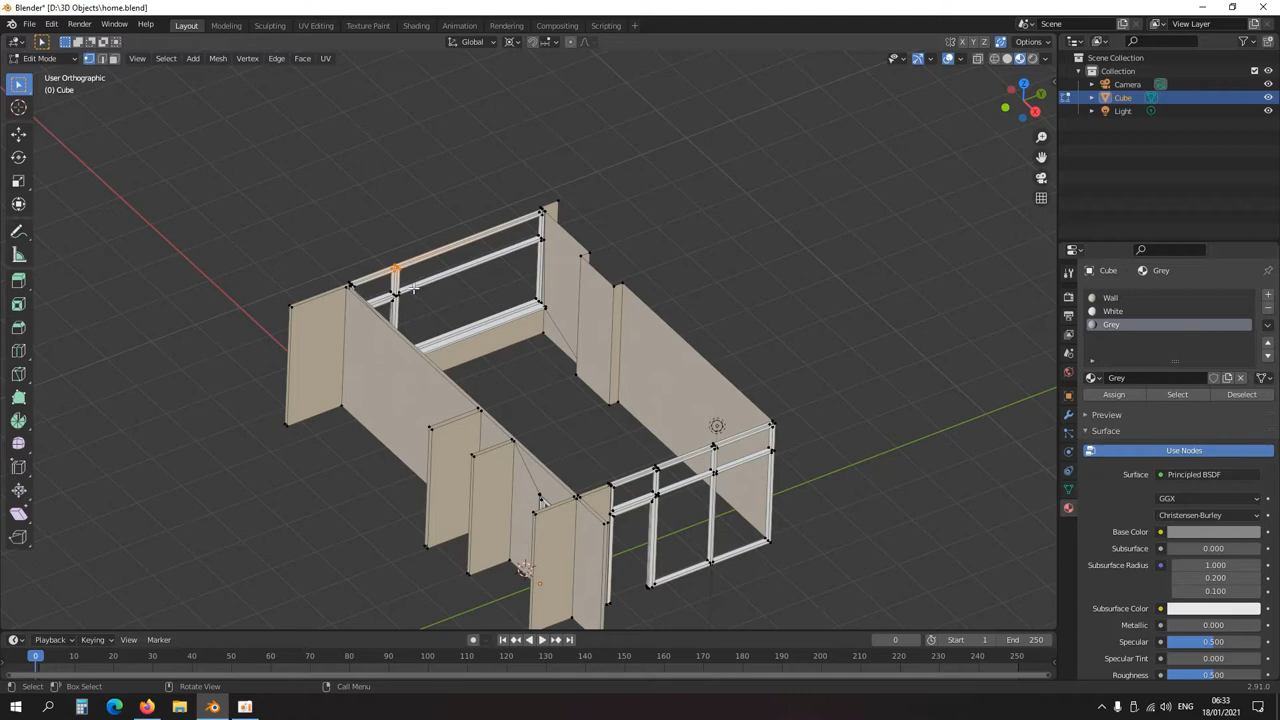 Blender* [D:\3D Objects\home.blend]
File Edit Render Window Help Layout Modeling Sculpting UV Editing Texture Paint Shading Animation Rendering Compositing Scripting Scene View Layer
Global X Y Z Options
Edit Mode View Select Add Mesh Vertex Edge Face UV
User Orthographic
(0) Cube
Z
Y
X
Scene Collection
Collection
Camera
Cube
Light
Cube Grey
Wall
White
Grey
Grey
Assign Select Deselect
Preview
Surface
Use Nodes
Surface Principled BSDF
GGX
Christensen-Burley
Base Color
Subsurface 0.000
Subsurface Radius 1.000
0.200
0.100
Subsurface Color
Metallic 0.000
Specular 0.500
Specular Tint 0.000
Roughness 0.500
Playback Keying View Marker 0 Start 1 End 250
0 10 20 30 40 50 60 70 80 90 100 110 120 130 140 150 160 170 180 190 200 210 220 230 240 250
Select Box Select Rotate View Call Menu 2.91.0
ENG 06:33
18/01/2021